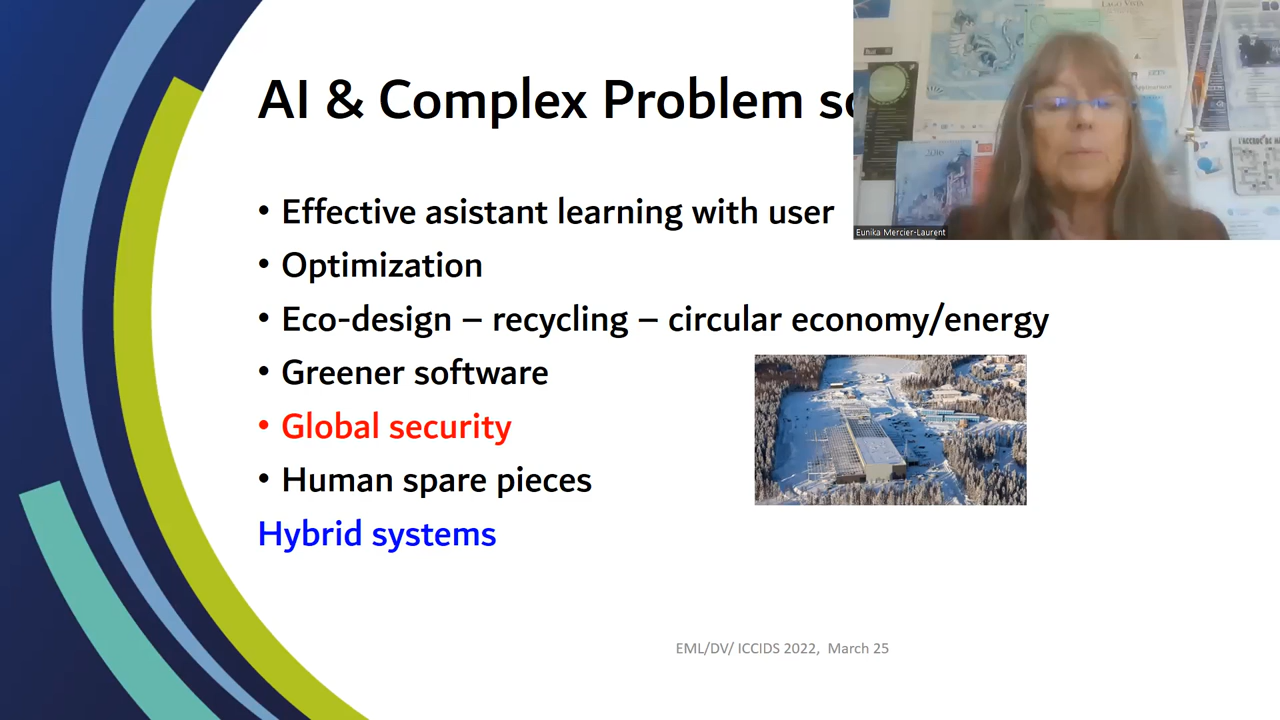 AI & Complex Problem
• Effective asistant learning with user
• Optimization
• Eco-design – recycling – circular economy/energy
• Greener software
• Global security
• Human spare pieces
Hybrid systems
EML/DV/ ICCIDS 2022, March 25
Eunika Mercier-Laurent